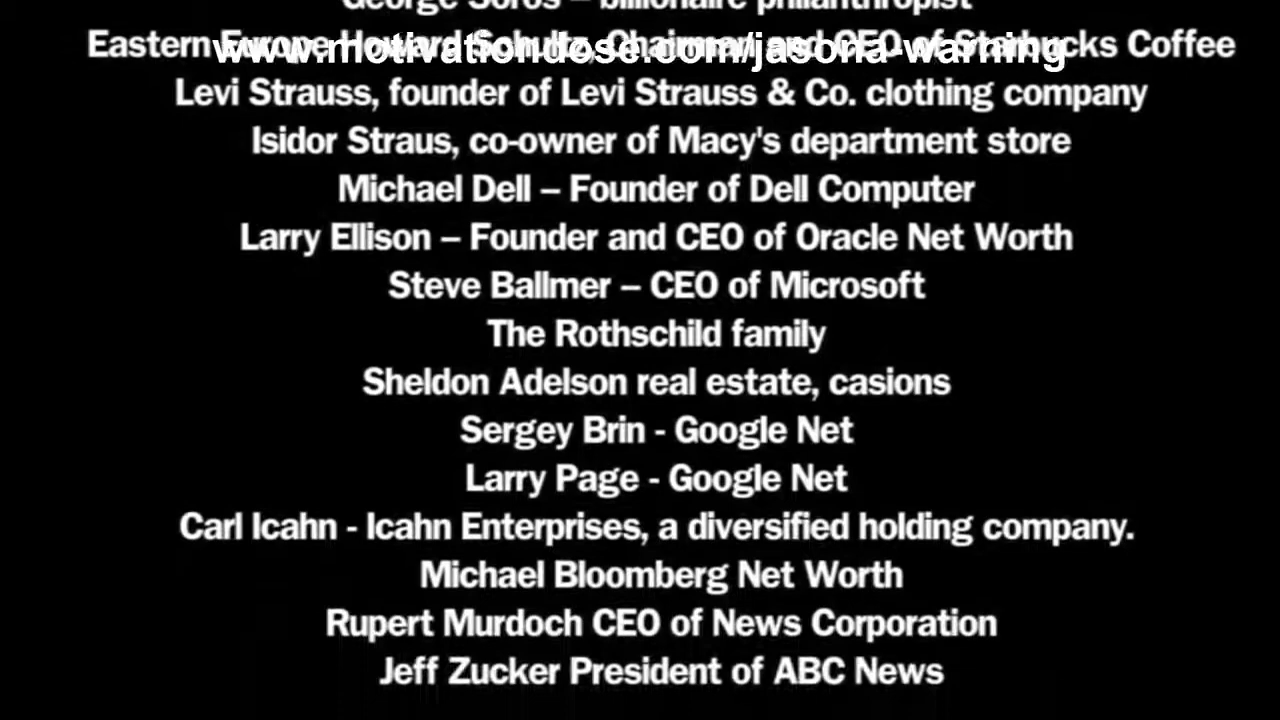 George Soros – billionaire philanthropist
www.motivationdose.com/jasona-warning
Eastern Europe Howard Schultz, Chairman and CEO of Starbucks Coffee
Levi Strauss, founder of Levi Strauss & Co. clothing company
Isidor Straus, co-owner of Macy's department store
Michael Dell – Founder of Dell Computer
Larry Ellison – Founder and CEO of Oracle Net Worth
Steve Ballmer – CEO of Microsoft
The Rothschild family
Sheldon Adelson real estate, casions
Sergey Brin - Google Net
Larry Page - Google Net
Carl Icahn - Icahn Enterprises, a diversified holding company.
Michael Bloomberg Net Worth
Rupert Murdoch CEO of News Corporation
Jeff Zucker President of ABC News